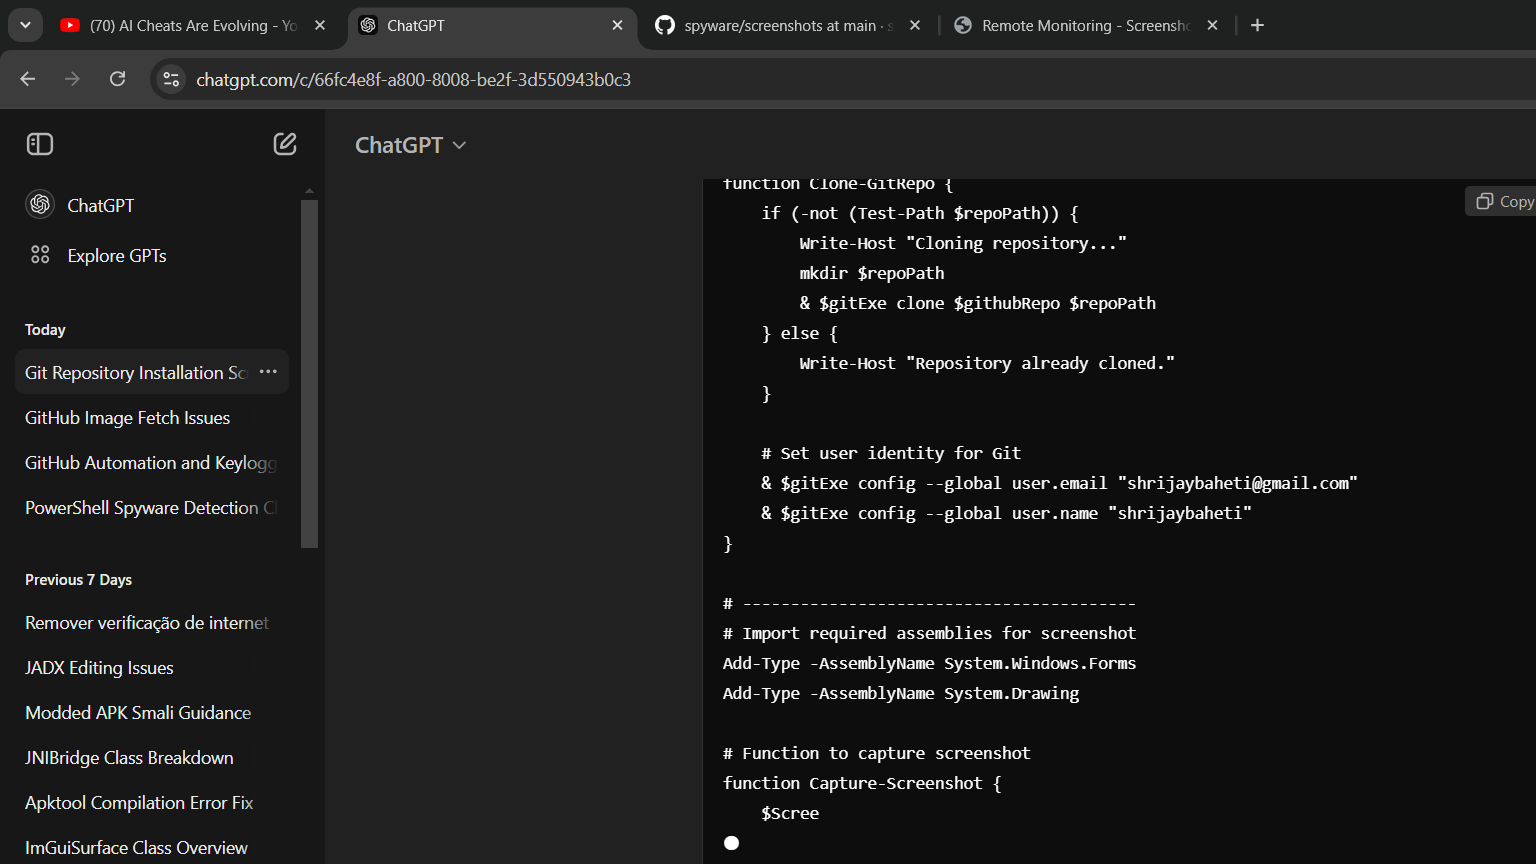 (70) AI Cheats Are Evolving - Yo
ChatGPT
spyware/screenshots at main · s
Remote Monitoring - Screensho
chatgpt.com/c/66fc4e8f-a800-8008-be2f-3d550943b0c3
ChatGPT
ChatGPT
Explore GPTs
Today
Git Repository Installation Sc
GitHub Image Fetch Issues
GitHub Automation and Keylogg
PowerShell Spyware Detection C
Previous 7 Days
Remover verificação de internet
JADX Editing Issues
Modded APK Smali Guidance
JNIBridge Class Breakdown
Apktool Compilation Error Fix
ImGuiSurface Class Overview
Copy
function Clone-GitRepo {
if (-not (Test-Path $repoPath)) {
Write-Host "Cloning repository..."
mkdir $repoPath
& $gitExe clone $githubRepo $repoPath
} else {
Write-Host "Repository already cloned."
}
# Set user identity for Git
& $gitExe config --global user.email "shrijaybaheti@gmail.com"
& $gitExe config --global user.name "shrijaybaheti"
}
# -----------------------------------------
# Import required assemblies for screenshot
Add-Type -AssemblyName System.Windows.Forms
Add-Type -AssemblyName System.Drawing
# Function to capture screenshot
function Capture-Screenshot {
$Scree